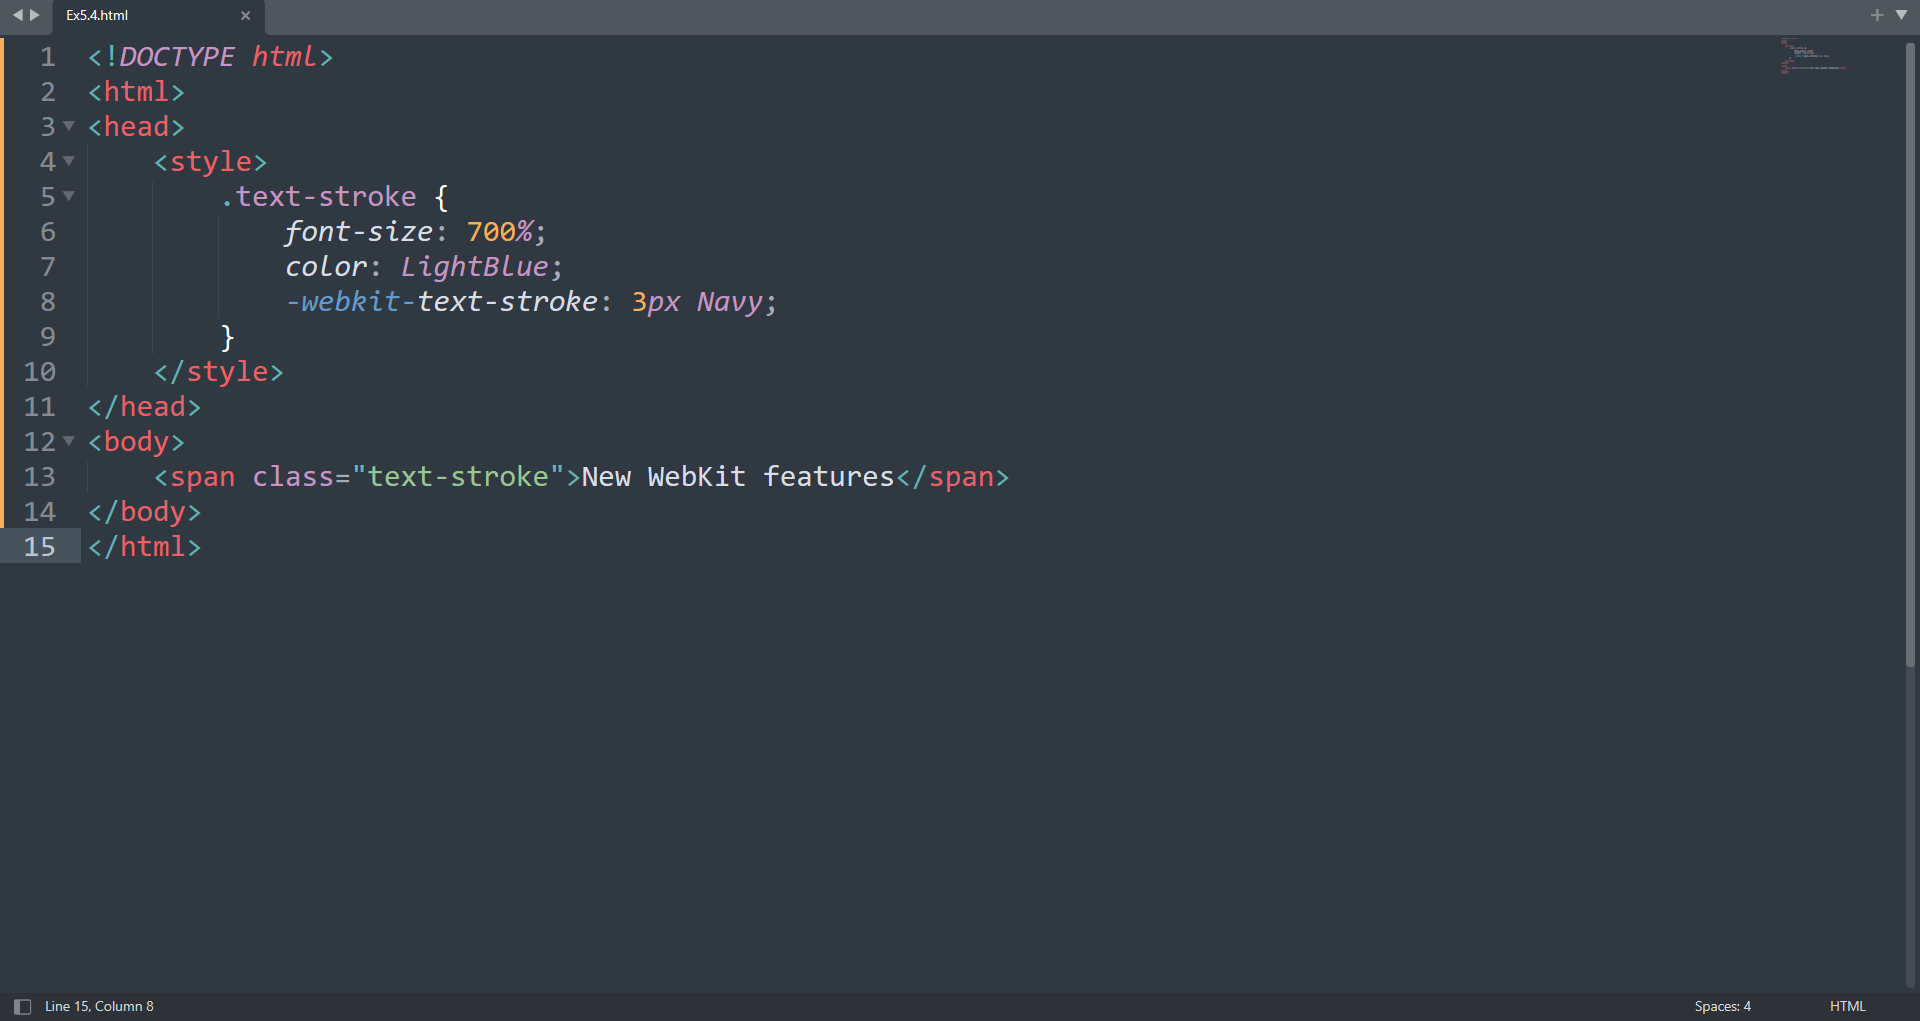 Ex5.4.html
1 <!DOCTYPE html>
2 <html>
3 <head>
4     <style>
5         .text-stroke {
6             font-size: 700%;
7             color: LightBlue;
8             -webkit-text-stroke: 3px Navy;
9         }
10     </style>
11 </head>
12 <body>
13     <span class="text-stroke">New WebKit features</span>
14 </body>
15 </html>
Line 15, Column 8 Spaces: 4 HTML